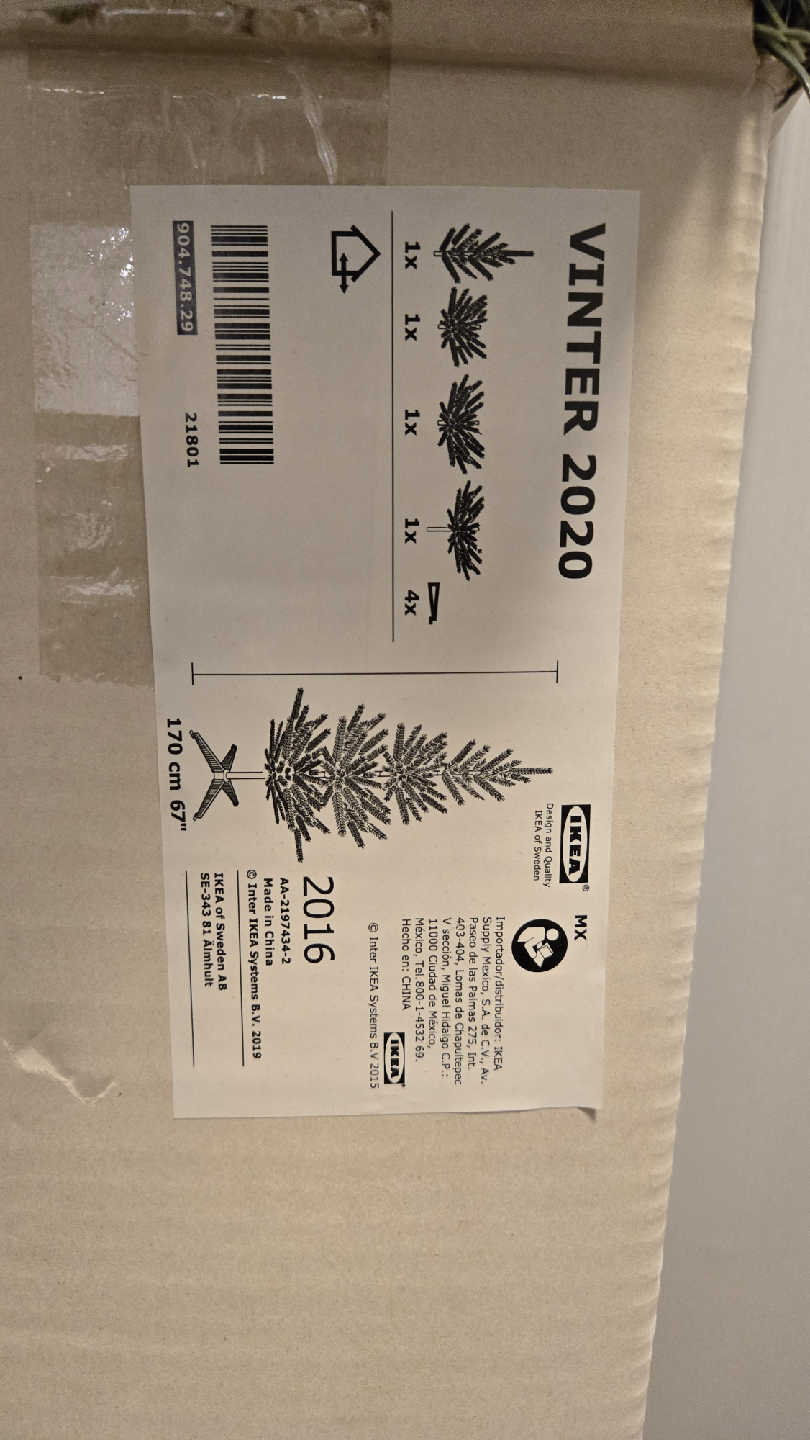 VINTER 2020
1x 1x 1x 1x 4x
904.748.29
21801
170 cm 67"
IKEA®
Design and Quality
IKEA of Sweden
MX
Importador/distribuidor: IKEA
Supply Mexico, S.A. de C.V., Av.
Paseo de las Palmas 275, Int.
403-404, Lomas de Chapultepec
V sección, Miguel Hidalgo C.P.:
11000 Ciudad de México,
México, Tel.800-1-4532 69.
Hecho en: CHINA
IKEA
© Inter IKEA Systems B.V 2015
2016
AA-2197434-2
Made in China
© Inter IKEA Systems B.V. 2019
IKEA of Sweden AB
SE-343 81 Älmhult